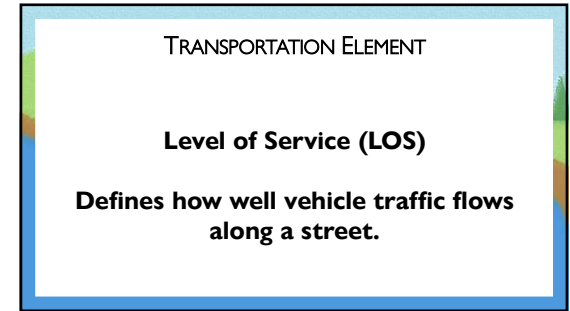 TRANSPORTATION ELEMENT
Level of Service (LOS)
Defines how well vehicle traffic flows
along a street.